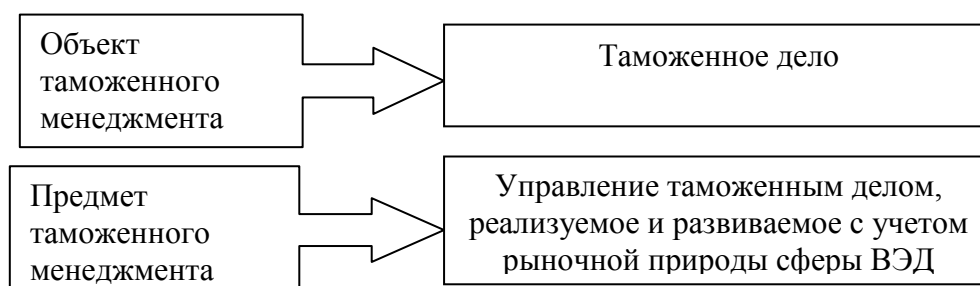 Объект
таможенного
менеджмента
Таможенное дело
Предмет
таможенного
менеджмента
Управление таможенным делом,
реализуемое и развиваемое с учетом
рыночной природы сферы ВЭД